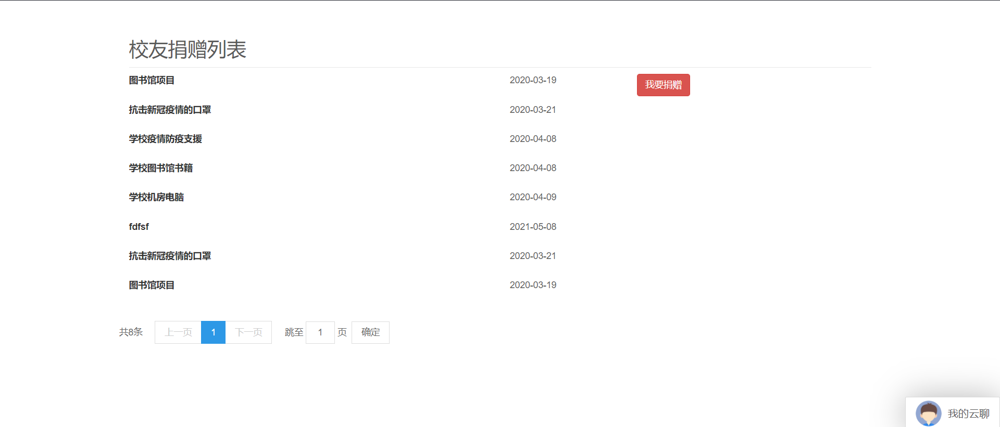 校友捐赠列表
图书馆项目 2020-03-19 我要捐赠
抗击新冠疫情的口罩 2020-03-21
学校疫情防疫支援 2020-04-08
学校图书馆书籍 2020-04-08
学校机房电脑 2020-04-09
fdfsf 2021-05-08
抗击新冠疫情的口罩 2020-03-21
图书馆项目 2020-03-19
共8条 上一页 1 下一页 跳至 1 页 确定
我的云聊